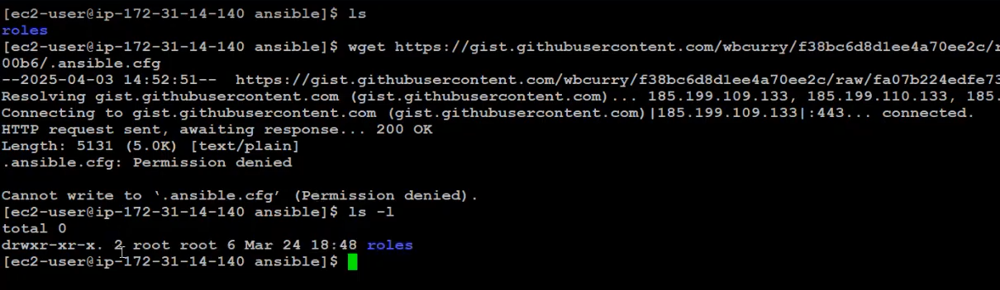 [ec2-user@ip-172-31-14-140 ansible]$ ls
roles
[ec2-user@ip-172-31-14-140 ansible]$ wget https://gist.githubusercontent.com/wbcurry/f38bc6d8d1ee4a70ee2c/r
00b6/.ansible.cfg
--2025-04-03 14:52:51--  https://gist.githubusercontent.com/wbcurry/f38bc6d8d1ee4a70ee2c/raw/fa07b224edfe73
Resolving gist.githubusercontent.com (gist.githubusercontent.com)... 185.199.109.133, 185.199.110.133, 185.
Connecting to gist.githubusercontent.com (gist.githubusercontent.com)|185.199.109.133|:443... connected.
HTTP request sent, awaiting response... 200 OK
Length: 5131 (5.0K) [text/plain]
.ansible.cfg: Permission denied
Cannot write to ‘.ansible.cfg’ (Permission denied).
[ec2-user@ip-172-31-14-140 ansible]$ ls -l
total 0
drwxr-xr-x. 2 root root 6 Mar 24 18:48 roles
[ec2-user@ip-172-31-14-140 ansible]$